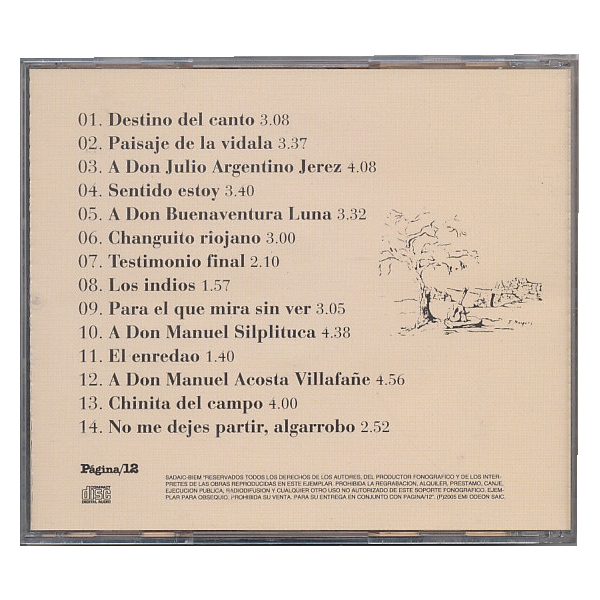 01. Destino del canto 3.08
02. Paisaje de la vidala 3.37
03. A Don Julio Argentino Jerez 4.08
04. Sentido estoy 3.40
05. A Don Buenaventura Luna 3.32
06. Changuito riojano 3.00
07. Testimonio final 2.10
08. Los indios 1.57
09. Para el que mira sin ver 3.05
10. A Don Manuel Silplituca 4.38
11. El enredao 1.40
12. A Don Manuel Acosta Villafañe 4.56
13. Chinita del campo 4.00
14. No me dejes partir, algarrobo 2.52
Página/12
COMPACT
disc
DIGITAL AUDIO
SADAIC-BIEM "RESERVADOS TODOS LOS DERECHOS DE LOS AUTORES, DEL PRODUCTOR FONOGRAFICO Y DE LOS INTER-
PRETES DE LAS OBRAS REPRODUCIDAS EN ESTE EJEMPLAR. PROHIBIDA LA REGRABACION, ALQUILER, PRESTAMO, CANJE,
EJECUCION PUBLICA, RADIODIFUSION Y CUALQUIER OTRO USO NO AUTORIZADO DE ESTE SOPORTE FONOGRAFICO. EJEM-
PLAR PARA OBSEQUIO. PROHIBIDA SU VENTA. PARA SU ENTREGA EN CONJUNTO CON PAGINA/12". (P)2005 EMI ODEON SAIC.